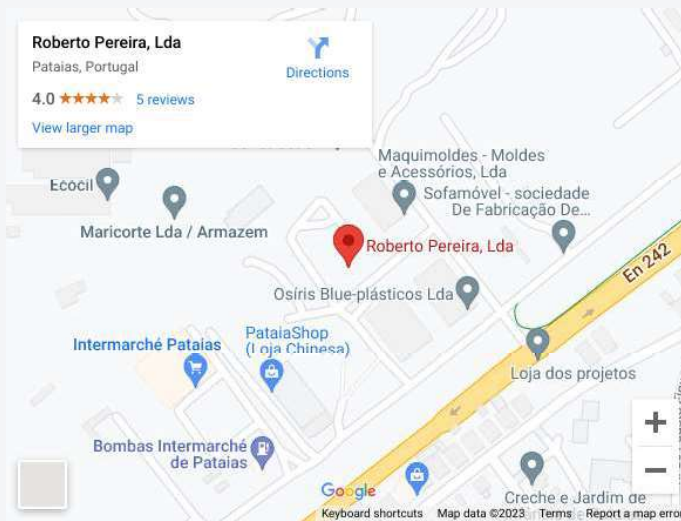 Roberto Pereira, Lda
Pataias, Portugal
Directions
4.0
5 reviews
View larger map
Maquimoldes - Moldes
e Acessórios, Lda
Ecocil
Sofamóvel - sociedade
De Fabricação De...
Maricorte Lda / Armazem
Roberto Pereira, Lda
En 242
Osíris Blue-plásticos Lda
PataiaShop
(Loja Chinesa)
Intermarché Pataias
Loja dos projetos
Bombas Intermarché
de Pataias
+
−
Google
Creche e Jardim de
Keyboard shortcuts
Map data ©2023
Terms
Report a map error